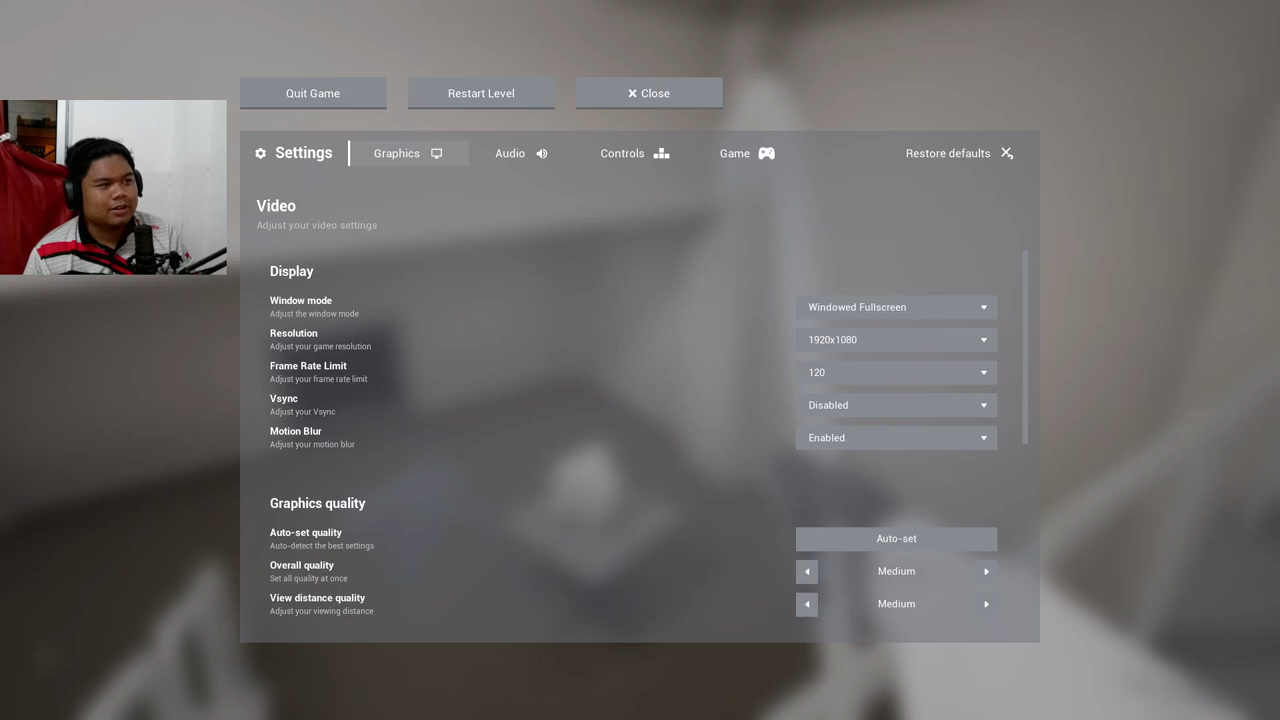 Quit Game
Restart Level
Close
Settings
Graphics
Audio
Controls
Game
Restore defaults
Video
Adjust your video settings
Display
Window mode
Adjust the window mode
Windowed Fullscreen
Resolution
Adjust your game resolution
1920x1080
Frame Rate Limit
Adjust your frame rate limit
120
Vsync
Adjust your Vsync
Disabled
Motion Blur
Adjust your motion blur
Enabled
Graphics quality
Auto-set quality
Auto-detect the best settings
Auto-set
Overall quality
Set all quality at once
Medium
View distance quality
Adjust your viewing distance
Medium